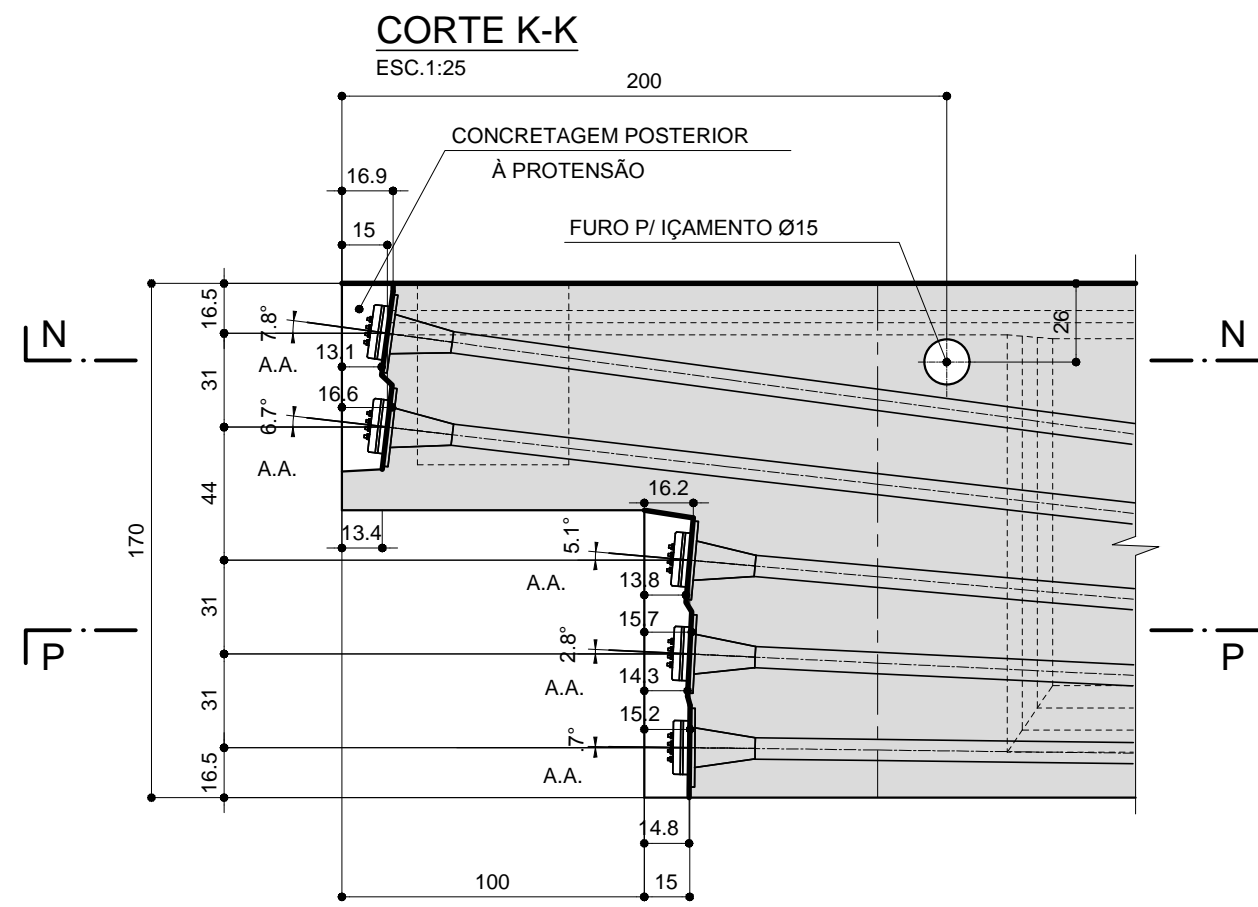 CORTE K-K
ESC.1:25
200
CONCRETAGEM POSTERIOR
À PROTENSÃO
16.9
FURO P/ IÇAMENTO Ø15
15
16.5
7.8°
26
N
N
13.1
A.A.
31
16.6
6.7°
A.A.
44
16.2
170
13.4
5.1°
A.A.
13.8
31
15.7
P
P
2.8°
14.3
A.A.
31
15.2
.7°
A.A.
16.5
14.8
100
15